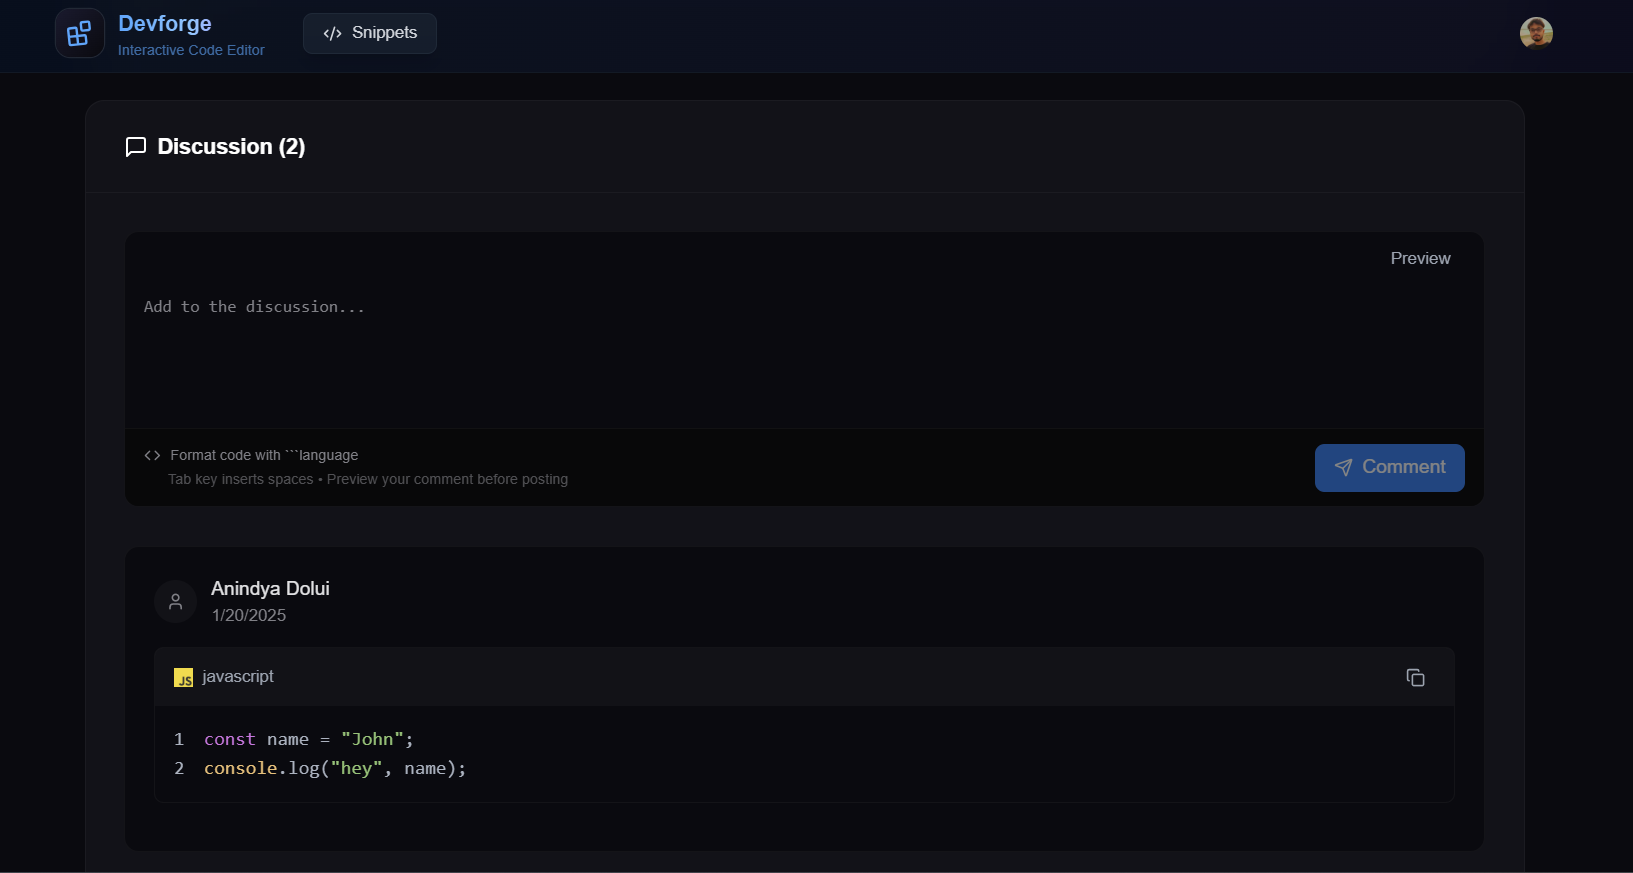 Devforge
Interactive Code Editor
</> Snippets
Discussion (2)
Preview
Add to the discussion...
<> Format code with ```language
Tab key inserts spaces • Preview your comment before posting
Comment
Anindya Dolui
1/20/2025
JS javascript
1 const name = "John";
2 console.log("hey", name);